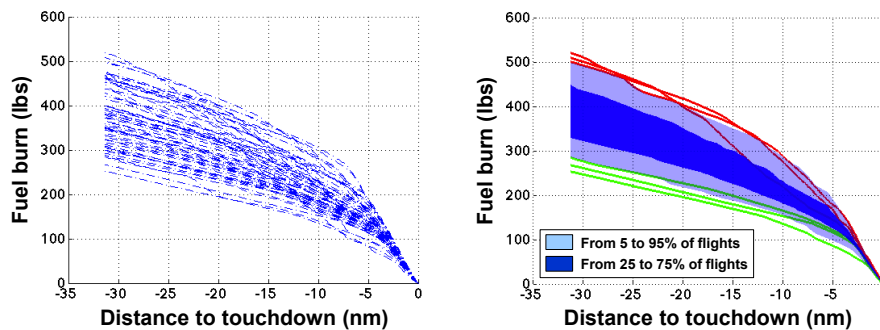 600
500
400
300
200
100
0
Fuel burn (lbs)
-35 -30 -25 -20 -15 -10 -5 0
Distance to touchdown (nm)
600
500
400
300
200
100
0
Fuel burn (lbs)
From 5 to 95% of flights
From 25 to 75% of flights
-35 -30 -25 -20 -15 -10 -5
Distance to touchdown (nm)